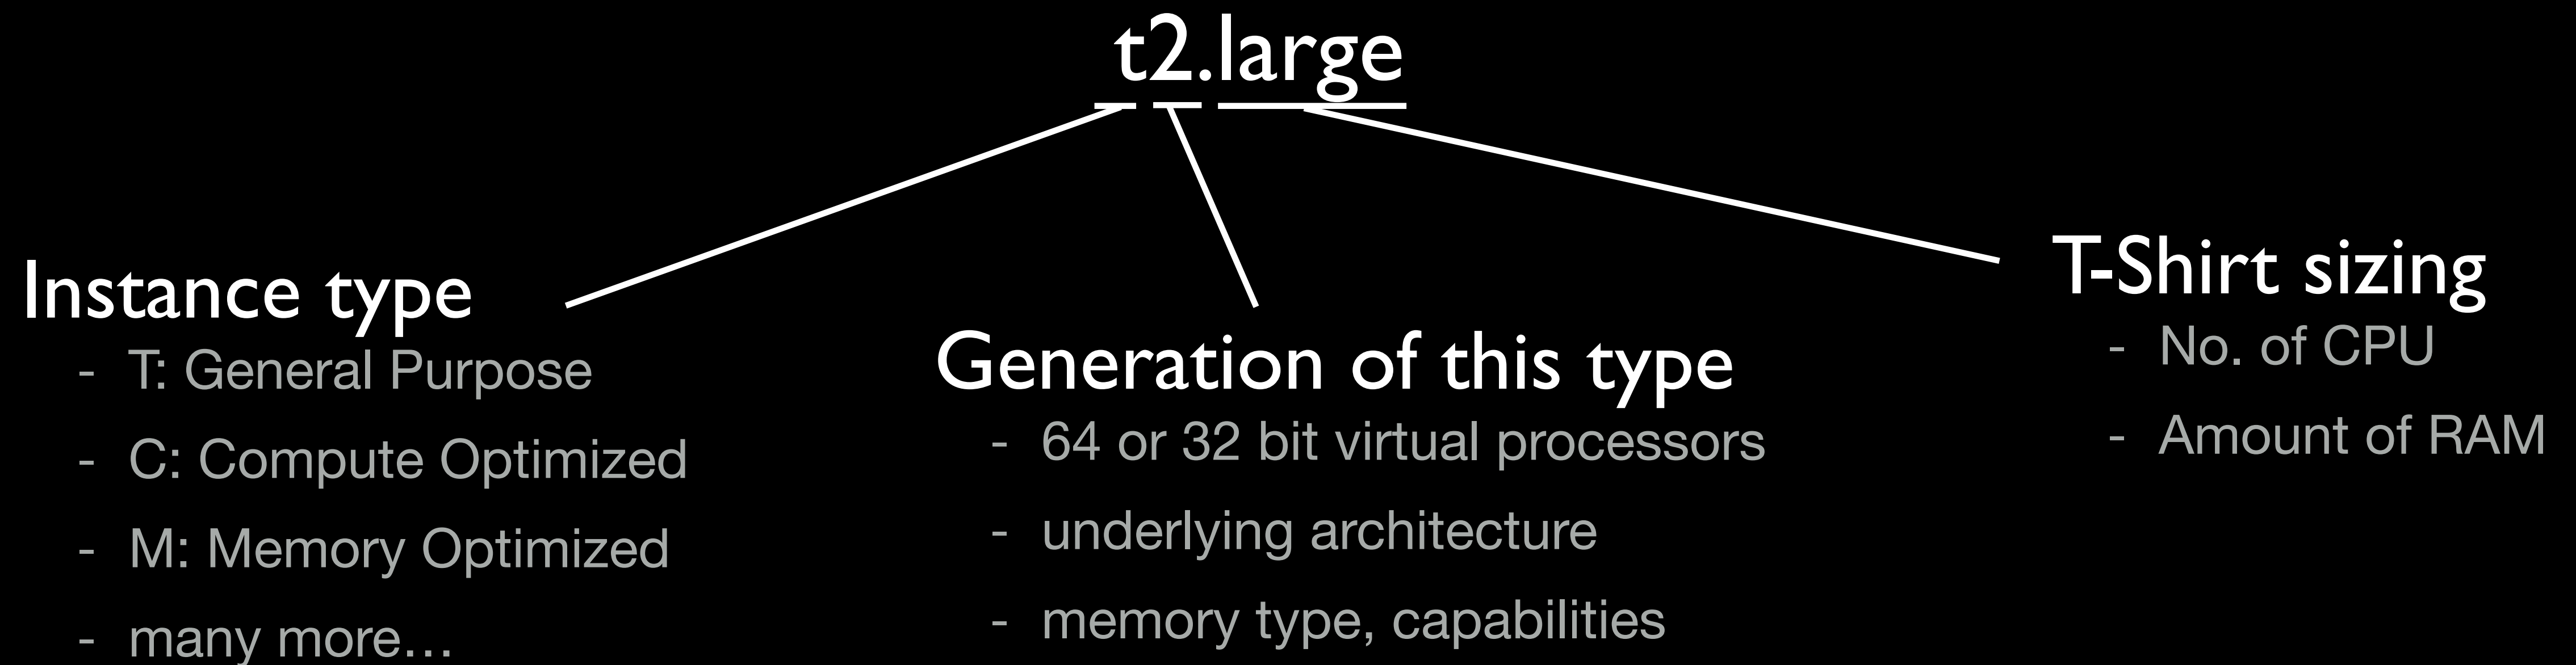 t2.large
Instance type
- T: General Purpose
- C: Compute Optimized
- M: Memory Optimized
- many more…
Generation of this type
- 64 or 32 bit virtual processors
- underlying architecture
- memory type, capabilities
T-Shirt sizing
- No. of CPU
- Amount of RAM